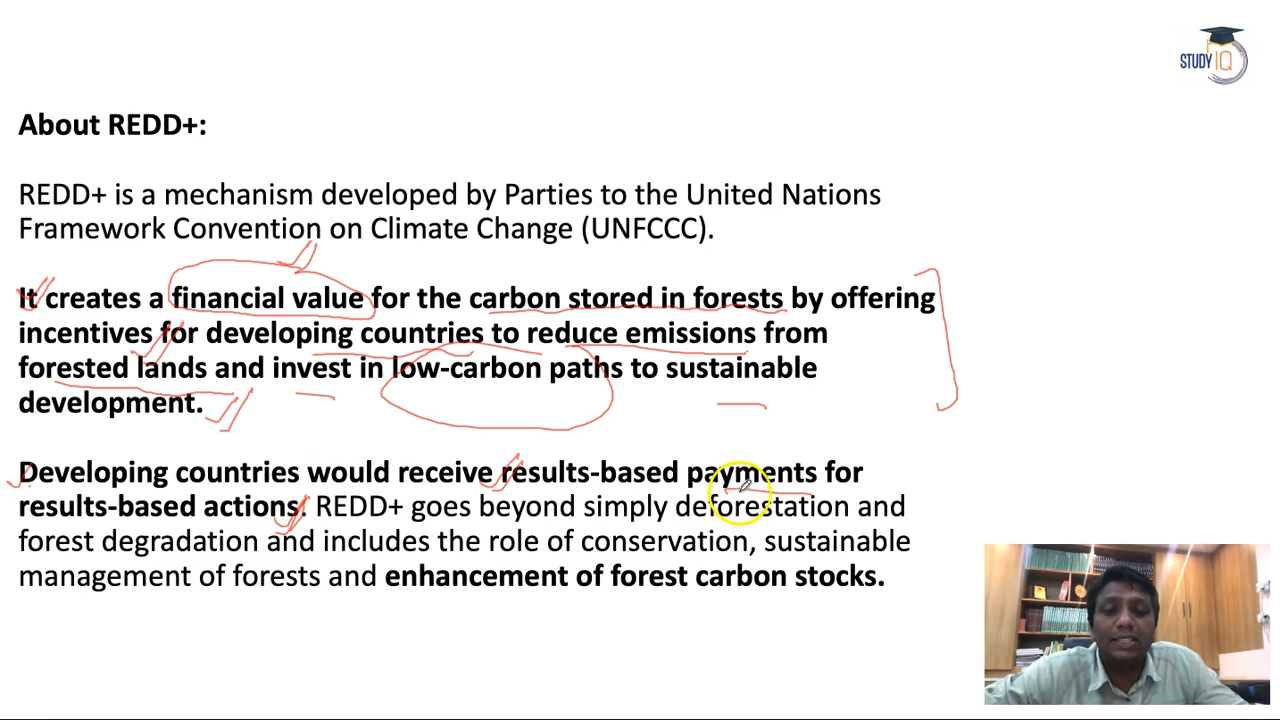 STUDY IQ
About REDD+:
REDD+ is a mechanism developed by Parties to the United Nations
Framework Convention on Climate Change (UNFCCC).
It creates a financial value for the carbon stored in forests by offering
incentives for developing countries to reduce emissions from
forested lands and invest in low-carbon paths to sustainable
development.
Developing countries would receive results-based payments for
results-based actions. REDD+ goes beyond simply deforestation and
forest degradation and includes the role of conservation, sustainable
management of forests and enhancement of forest carbon stocks.